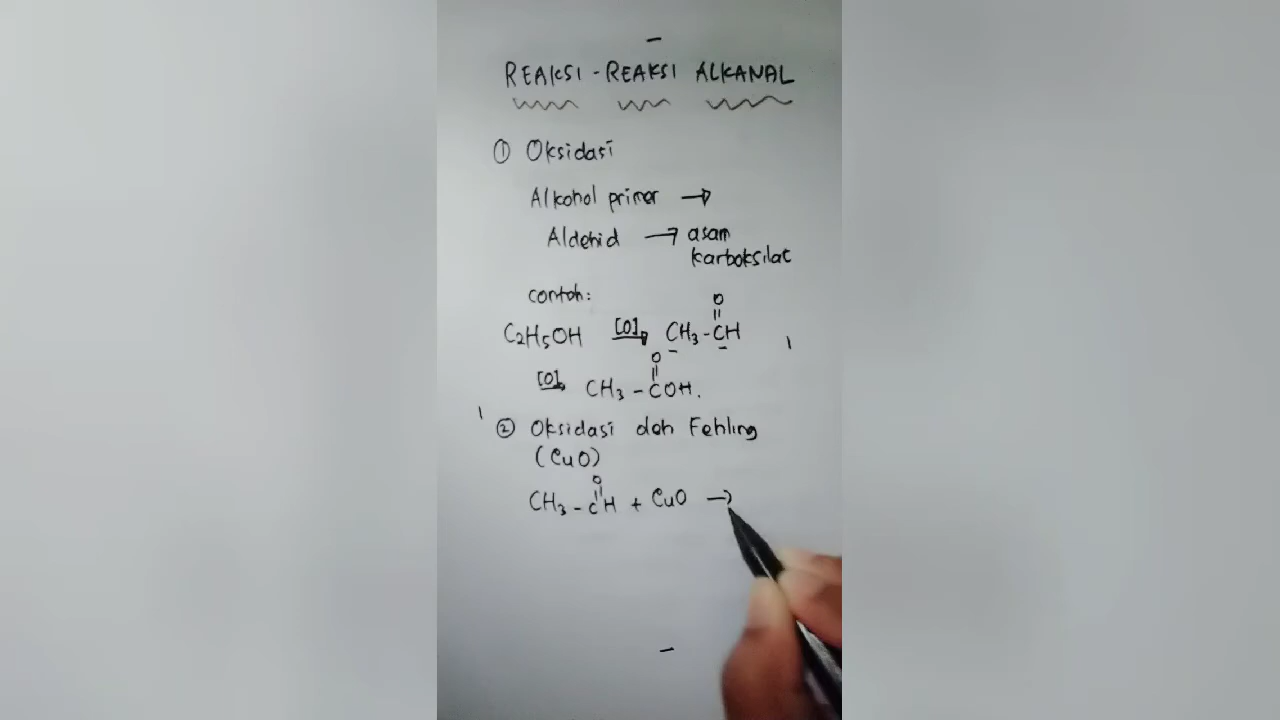 REAKSI - REAKSI ALKANAL
① Oksidasi
Alkohol primer →
Aldehid → asam
karboksilat
contoh:
O
||
C₂H₅OH [O]→ CH₃-CH
O
||
[O]→ CH₃-COH.
② Oksidasi dgn Fehling
(CuO)
O
||
CH₃-CH + CuO →